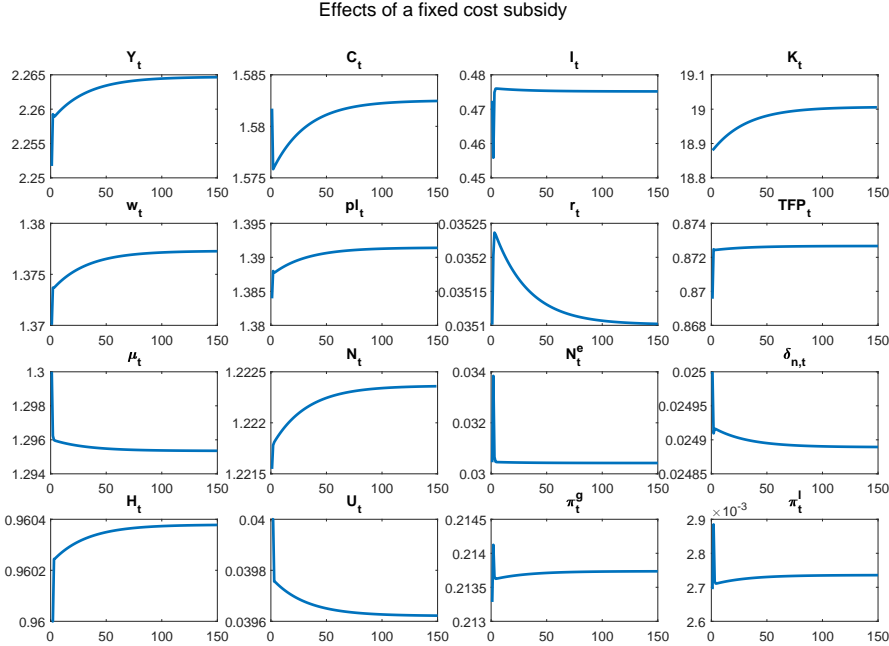 Effects of a fixed cost subsidy
Y_t
C_t
I_t
K_t
2.265
2.26
2.255
2.25
0 50 100 150
1.585
1.58
1.575
0 50 100 150
0.48
0.47
0.46
0.45
0 50 100 150
19.1
19
18.9
18.8
0 50 100 150
w_t
pl_t
r_t
TFP_t
1.38
1.375
1.37
0 50 100 150
1.395
1.39
1.385
1.38
0 50 100 150
0.03525
0.0352
0.0351
0.0351
0 50 100 150
0.874
0.872
0.87
0.868
0 50 100 150
μ_t
N_t
N_t^e
δ_{n,t}
1.3
1.298
1.296
1.294
0 50 100 150
1.2225
1.222
1.2215
0 50 100 150
0.034
0.032
0.03
0 50 100 150
0.025
0.02495
0.0249
0.02485
0 50 100 150
H_t
U_t
π_t^g
π_t^l
0.9604
0.9602
0.96
0 50 100 150
0.04
0.0398
0.0396
0 50 100 150
0.2145
0.214
0.2135
0.213
0 50 100 150
×10^{-3}
2.9
2.8
2.7
2.6
0 50 100 150